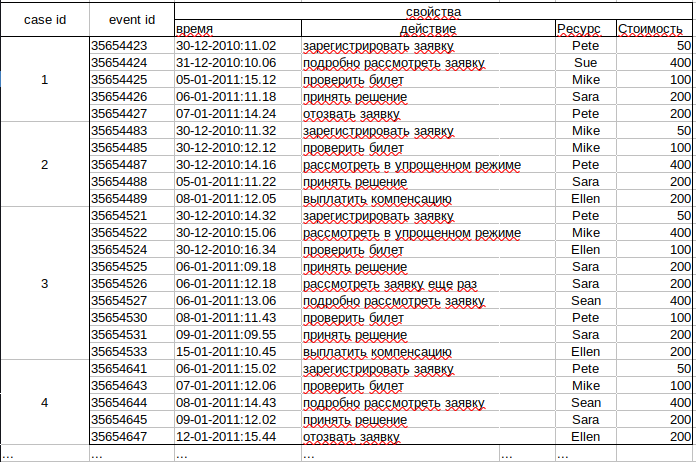 свойства
case id event id
время действие Ресурс Стоимость
35654423 30-12-2010:11.02 зарегистрировать заявку Pete 50
35654424 31-12-2010:10.06 подробно рассмотреть заявку Sue 400
1 35654425 05-01-2011:15.12 проверить билет Mike 100
35654426 06-01-2011:11.18 принять решение Sara 200
35654427 07-01-2011:14.24 отозвать заявку Pete 200
35654483 30-12-2010:11.32 зарегистрировать заявку Mike 50
35654485 30-12-2010:12.12 проверить билет Mike 100
2 35654487 30-12-2010:14.16 рассмотреть в упрощенном режиме Pete 400
35654488 05-01-2011:11.22 принять решение Sara 200
35654489 08-01-2011:12.05 выплатить компенсацию Ellen 200
35654521 30-12-2010:14.32 зарегистрировать заявку Pete 50
35654522 30-12-2010:15.06 рассмотреть в упрощенном режиме Mike 400
35654524 30-12-2010:16.34 проверить билет Ellen 100
35654525 06-01-2011:09.18 принять решение Sara 200
3 35654526 06-01-2011:12.18 рассмотреть заявку еще раз Sara 200
35654527 06-01-2011:13.06 подробно рассмотреть заявку Sean 400
35654530 08-01-2011:11.43 проверить билет Pete 100
35654531 09-01-2011:09.55 принять решение Sara 200
35654533 15-01-2011:10.45 выплатить компенсацию Ellen 200
35654641 06-01-2011:15.02 зарегистрировать заявку Pete 50
35654643 07-01-2011:12.06 проверить билет Mike 100
4 35654644 08-01-2011:14.43 подробно рассмотреть заявку Sean 400
35654645 09-01-2011:12.02 принять решение Sara 200
35654647 12-01-2011:15.44 отозвать заявку Ellen 200
... ... ... ... ... ...